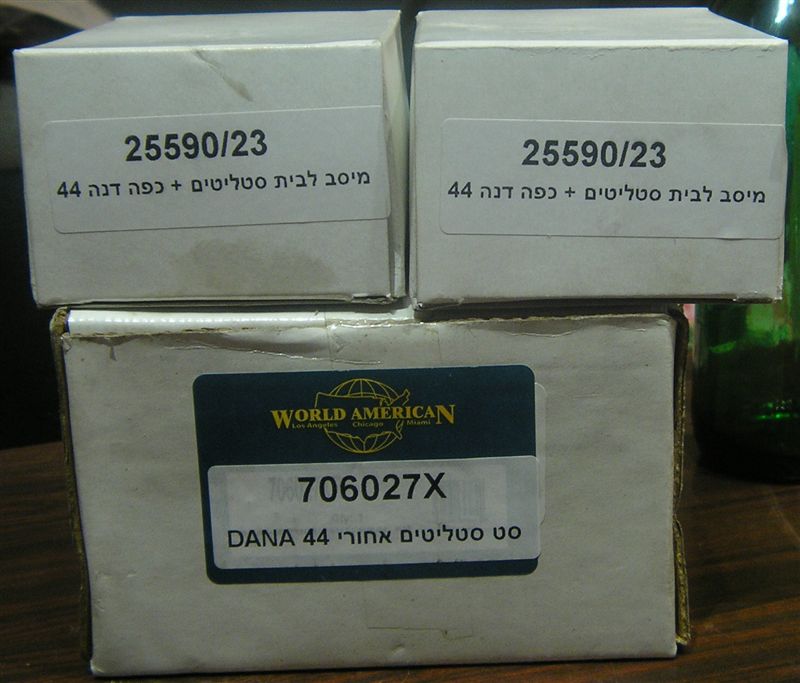 25590/23
מיסב לבית סטליטים + כפה דנה 44
25590/23
מיסב לבית סטליטים + כפה דנה 44
WORLD AMERICAN
Los Angeles Chicago Miami
706027X
סט סטליטים אחורי DANA 44